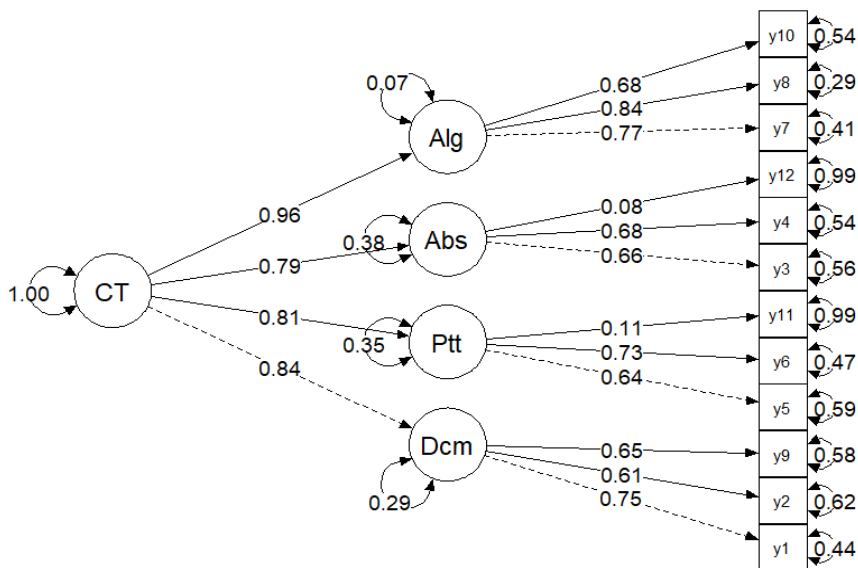 y10
0.54
0.07
0.68
y8
0.29
0.84
Alg
0.77
y7
0.41
y12
0.99
0.96
0.08
y4
0.54
0.38
Abs
0.68
0.79
0.66
y3
0.56
1.00
CT
y11
0.99
0.81
0.11
0.35
Ptt
0.73
y6
0.47
0.84
0.64
y5
0.59
Dcm
0.65
y9
0.58
0.61
0.29
0.75
y2
0.62
y1
0.44